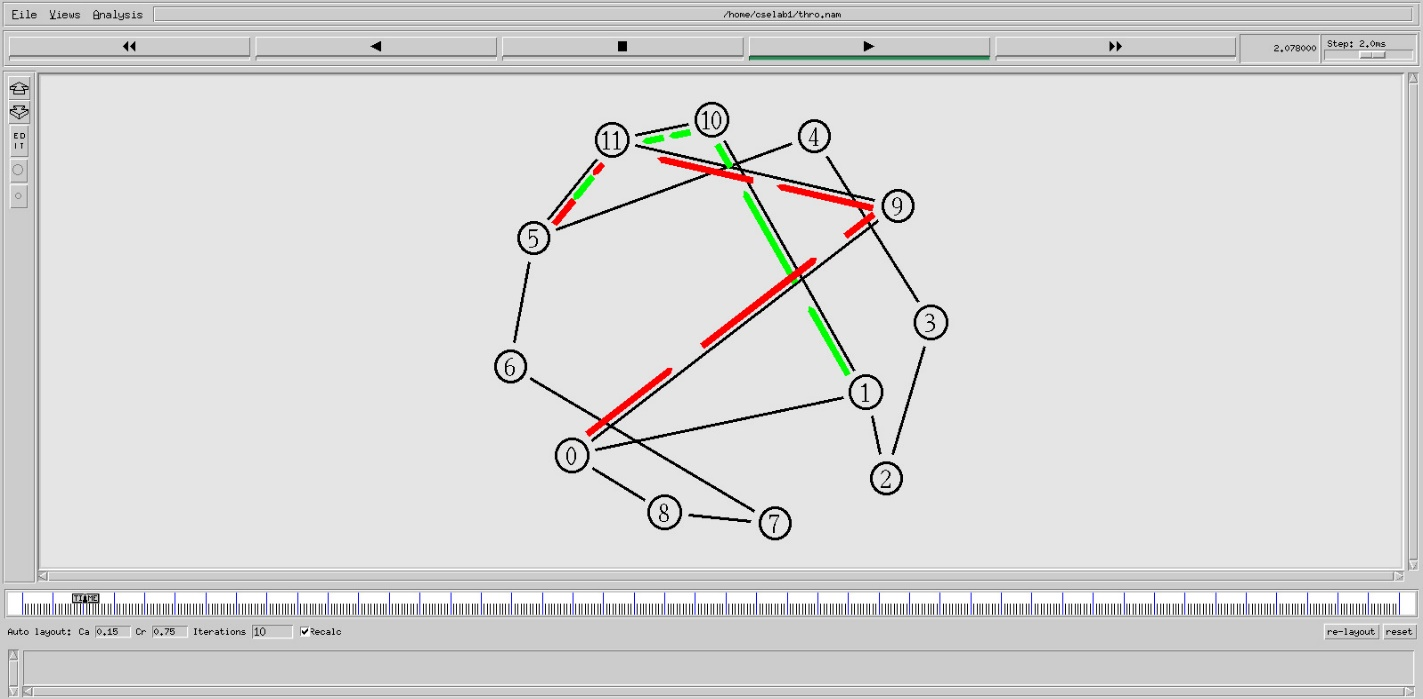 File Views Analysis /home/cselab1/thro.nam
2.078000 Step: 2.0ms
ED
IT
10
11
4
9
5
3
6
1
0
2
8
7
TIME
Auto layout: Ca 0.15 Cr 0.75 Iterations 10 Recalc re-layout reset